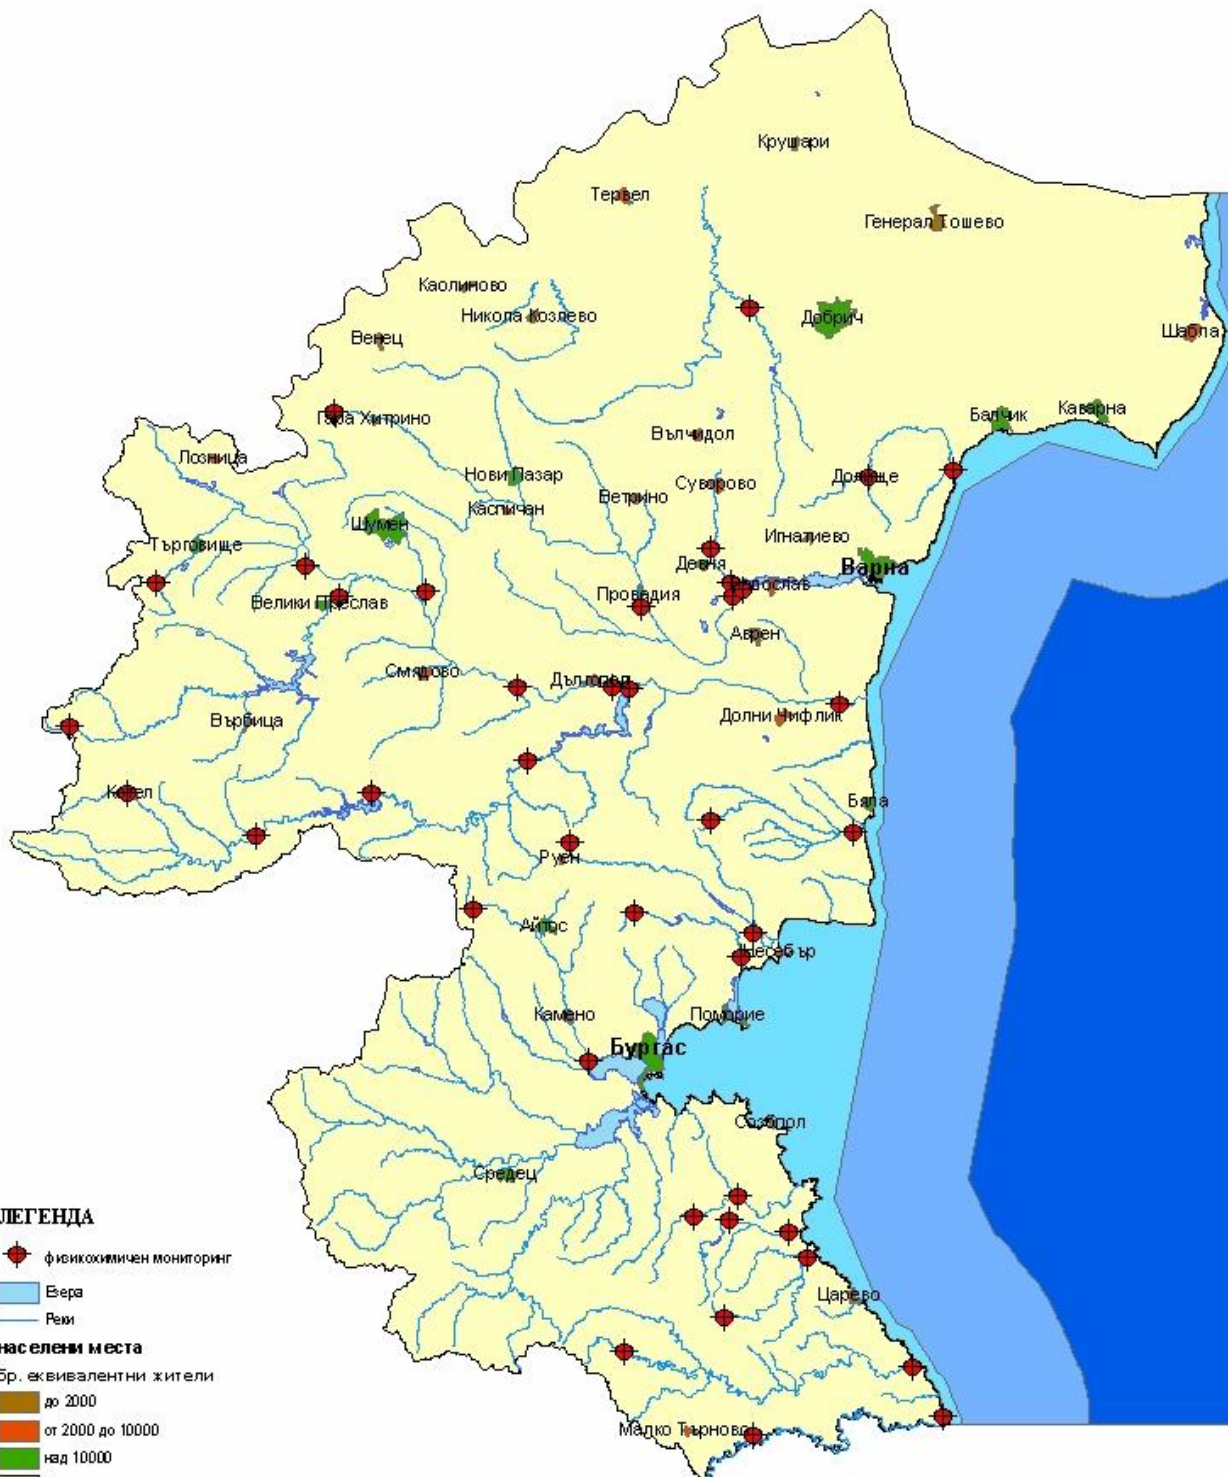 Крушари
Тервел
Генерал Тошево
Каолиново
Никола Козлево
Добрич
Венец
Шабла
Гара Хитрино
Балчик
Каварна
Вълчидол
Лозница
Нови Пазар
Суворово
Долище
Ветрино
Каспичан
Шумен
Игнатиево
Търговище
Девня
Варна
Провадия
Велики Преслав
Аврен
Смядово
Дългопол
Долни Чифлик
Върбица
Котел
Бяла
Руен
Айтос
Несебър
Камено
Поморие
Бургас
Созопол
Средец
Царево
Малко Търново
ЛЕГЕНДА
физикохимичен мониторинг
Езера
Реки
населени места
бр. еквивалентни жители
до 2000
от 2000 до 10000
над 10000